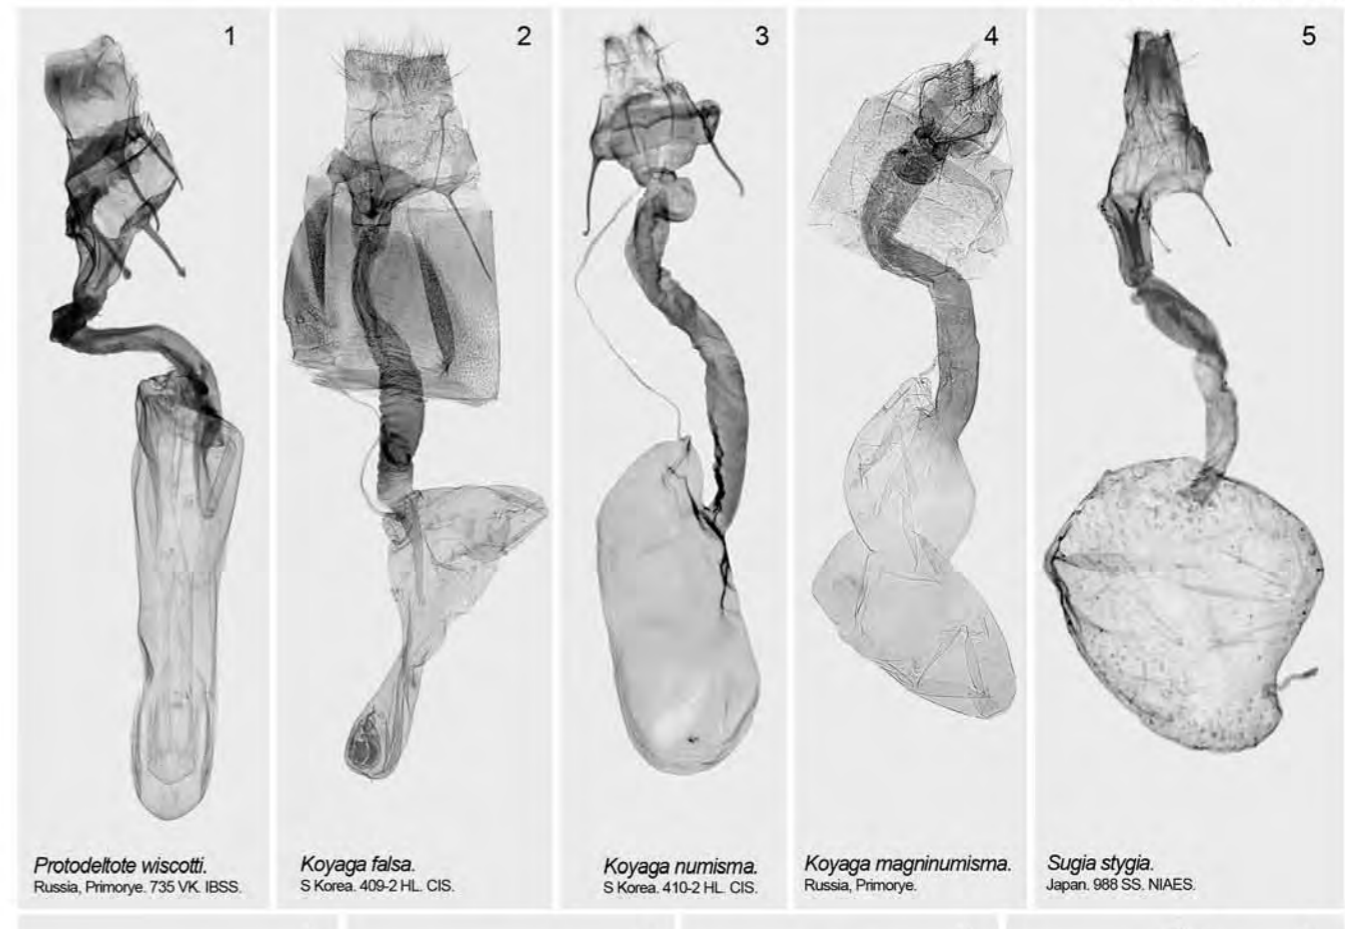 1
2
3
4
5
Protodeltote wiscotti.
Russia, Primorye. 735 VK. IBSS.
Koyaga falsa.
S Korea. 409-2 HL. CIS.
Koyaga numisma.
S Korea. 410-2 HL. CIS.
Koyaga magninumisma.
Russia, Primorye.
Sugia stygia.
Japan. 988 SS. NIAES.